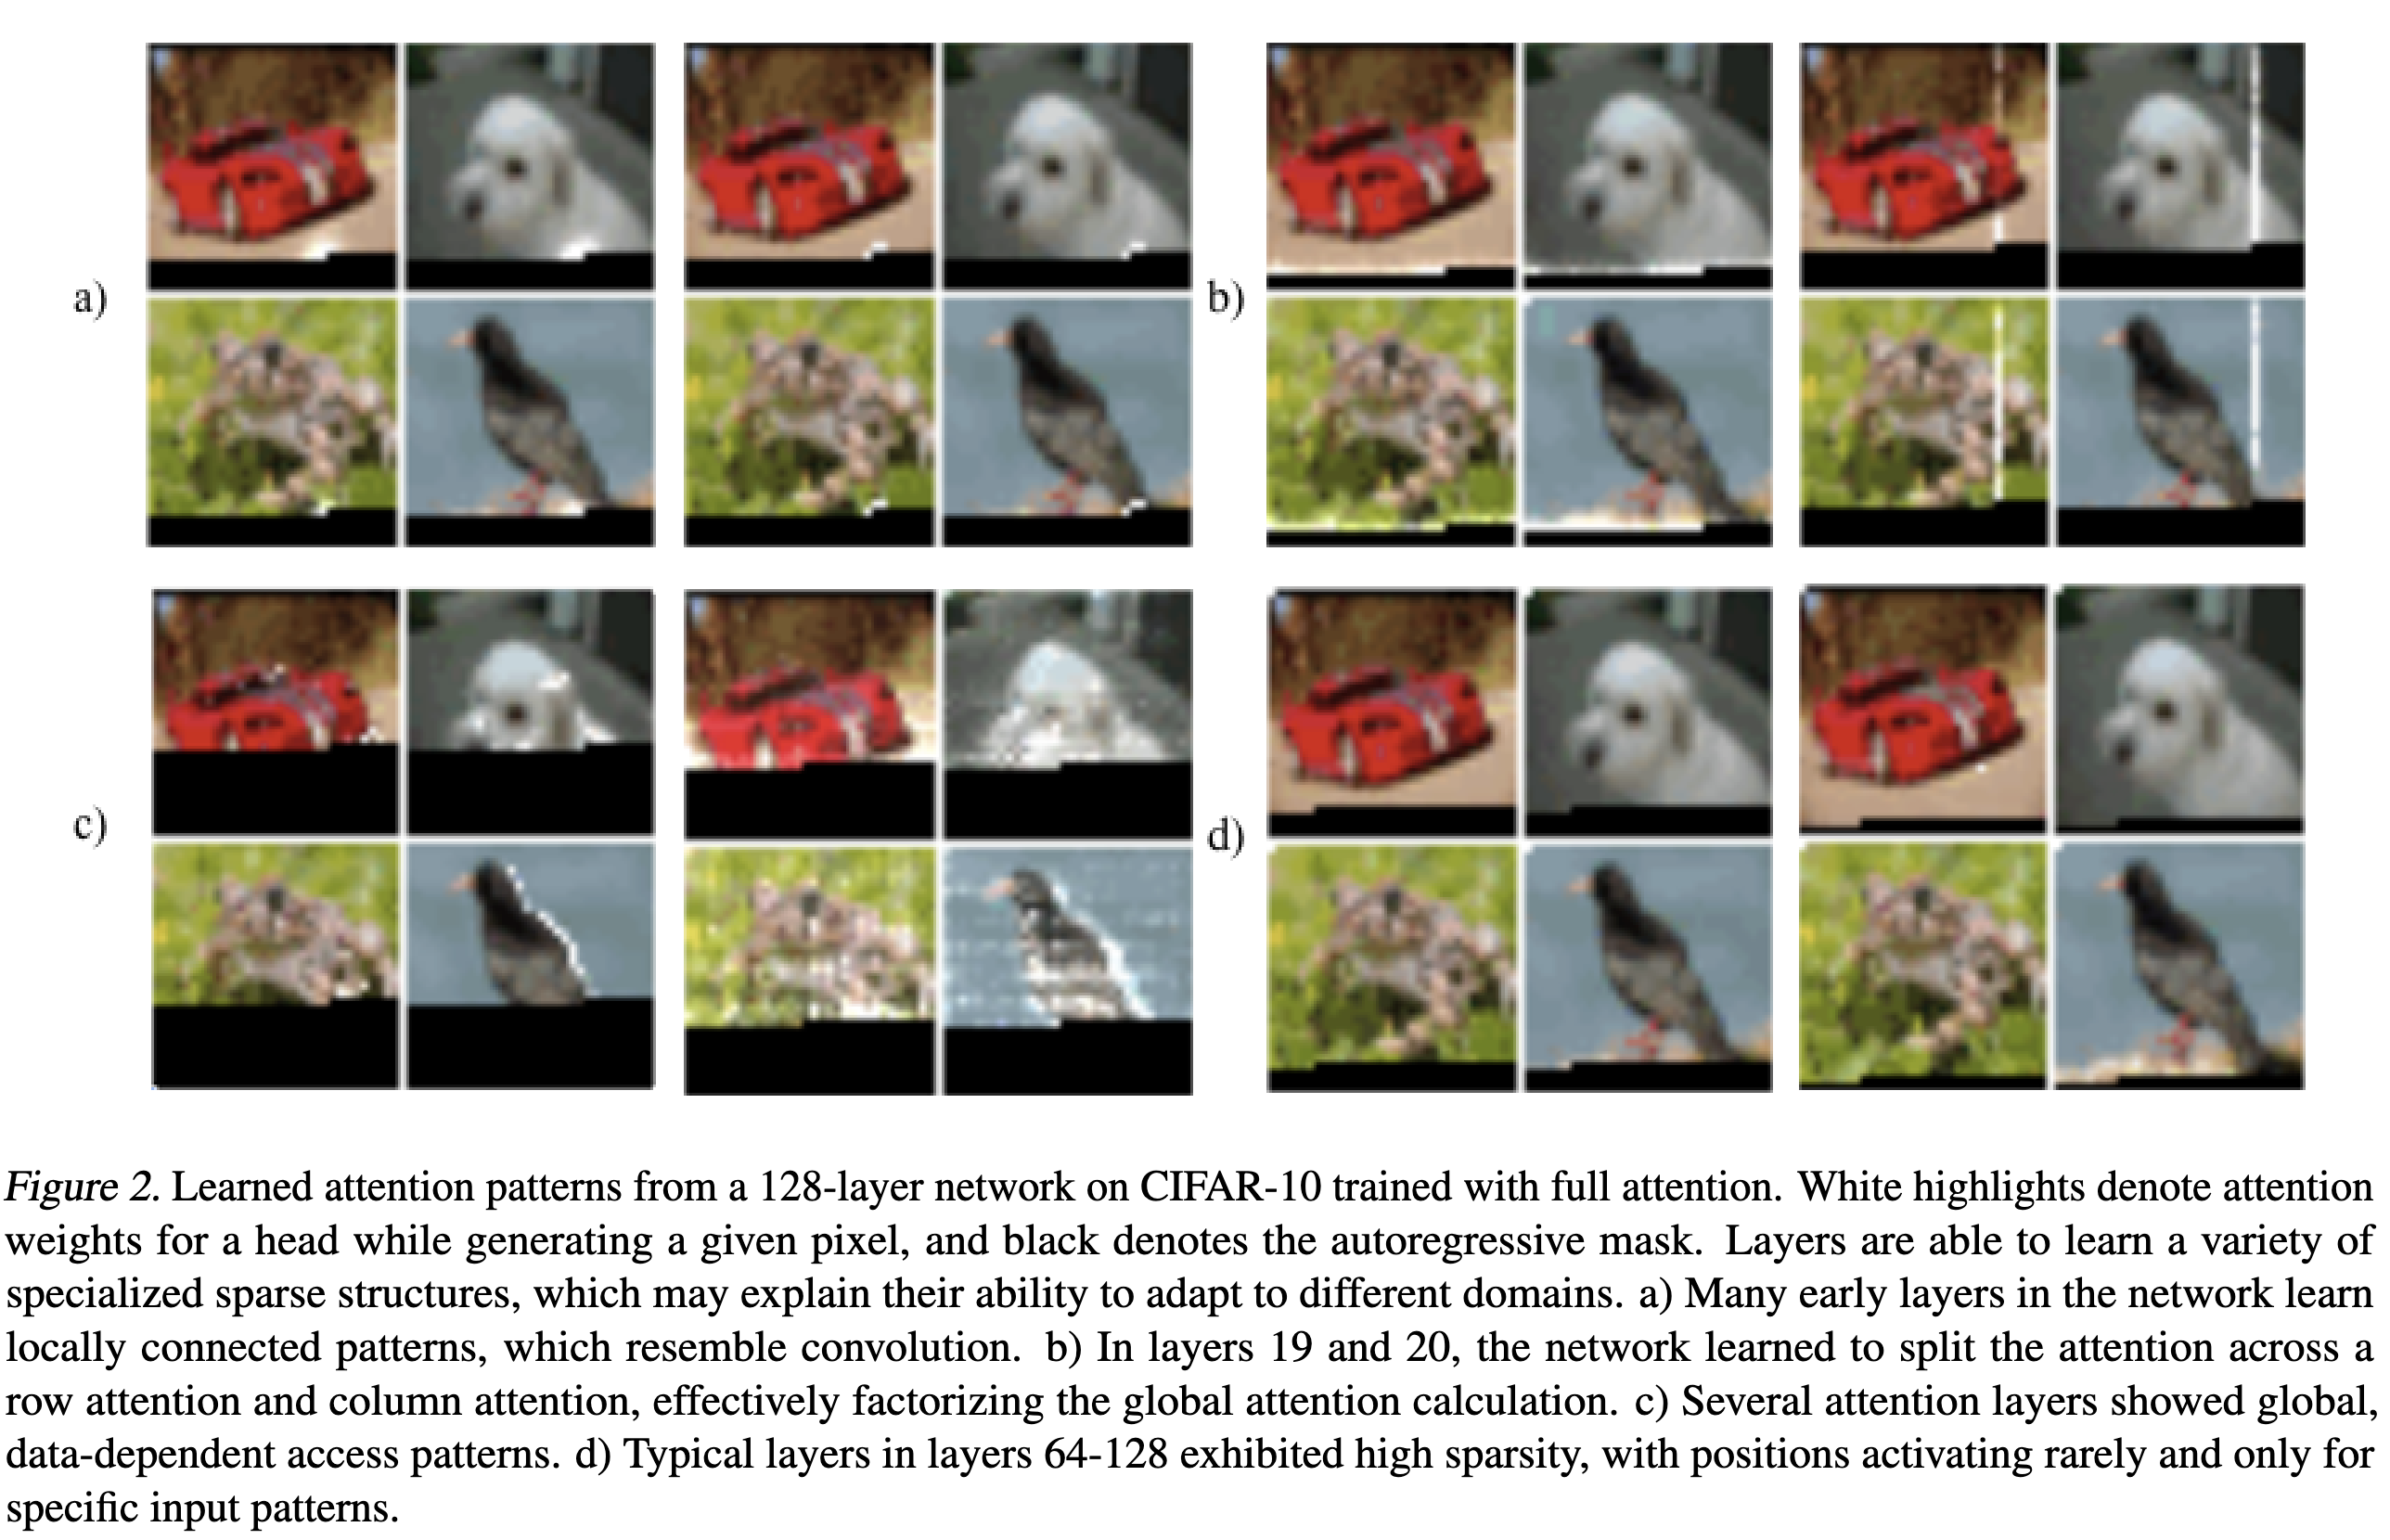 a)
b)
c)
d)
Figure 2. Learned attention patterns from a 128-layer network on CIFAR-10 trained with full attention. White highlights denote attention
weights for a head while generating a given pixel, and black denotes the autoregressive mask. Layers are able to learn a variety of
specialized sparse structures, which may explain their ability to adapt to different domains. a) Many early layers in the network learn
locally connected patterns, which resemble convolution. b) In layers 19 and 20, the network learned to split the attention across a
row attention and column attention, effectively factorizing the global attention calculation. c) Several attention layers showed global,
data-dependent access patterns. d) Typical layers in layers 64-128 exhibited high sparsity, with positions activating rarely and only for
specific input patterns.